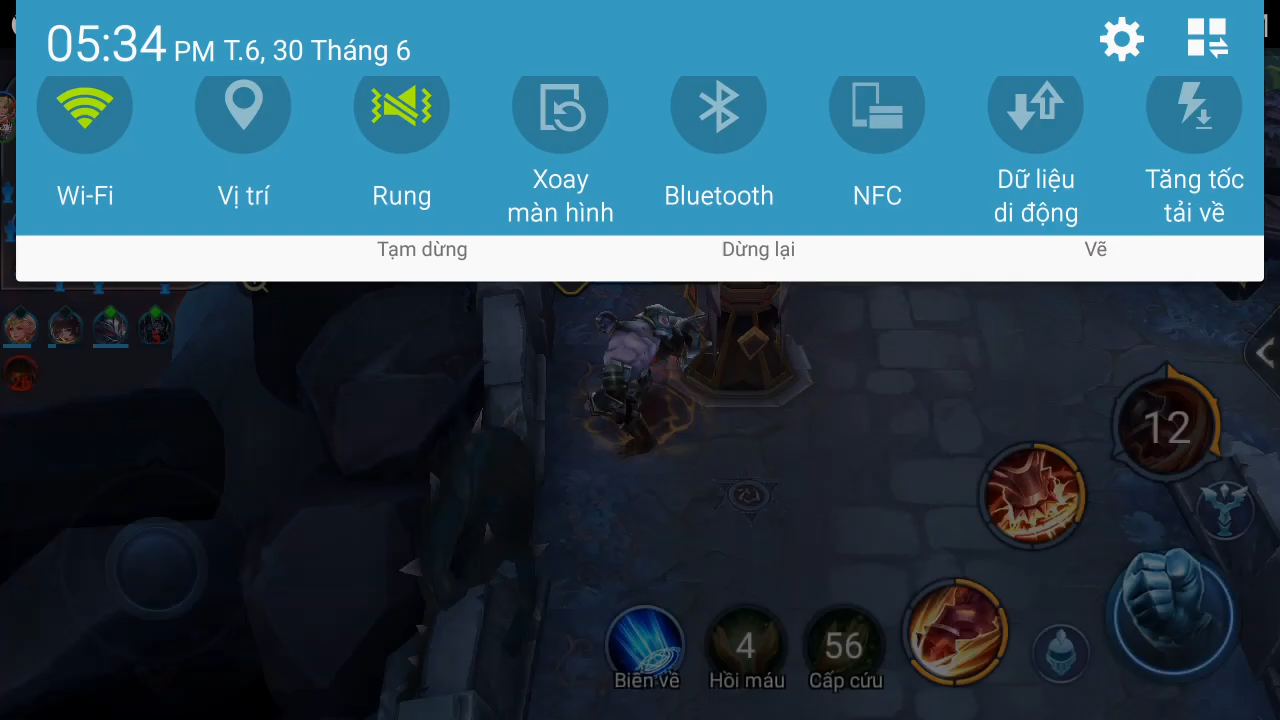 05:34 PM T.6, 30 Tháng 6
Wi-Fi
Vị trí
Rung
Xoay
màn hình
Bluetooth
NFC
Dữ liệu
di động
Tăng tốc
tải về
Tạm dừng
Dừng lại
Vẽ
26
12
4
56
Biến về
Hồi máu
Cấp cứu